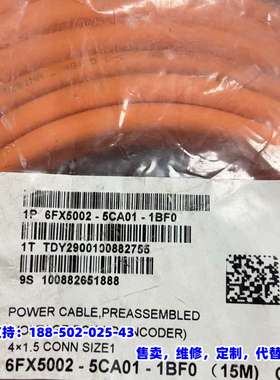 1P 6FX5002-5CA01-1BF0
1T TDY2900100882755
9S 100882651888
POWER CABLE,PREASSEMBLED
4×1.5 CONN SIZE1
持：188-502-025-43
售卖，维修，定制，可代替
6FX5002-5CA01-1BF0 (15M)